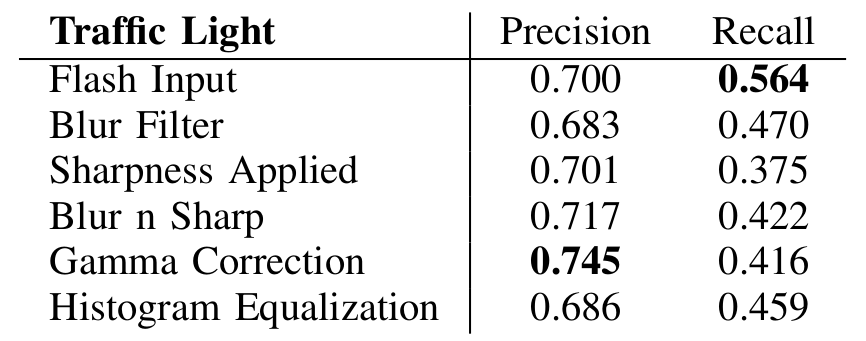 Traffic Light Precision Recall
Flash Input 0.700 0.564
Blur Filter 0.683 0.470
Sharpness Applied 0.701 0.375
Blur n Sharp 0.717 0.422
Gamma Correction 0.745 0.416
Histogram Equalization 0.686 0.459